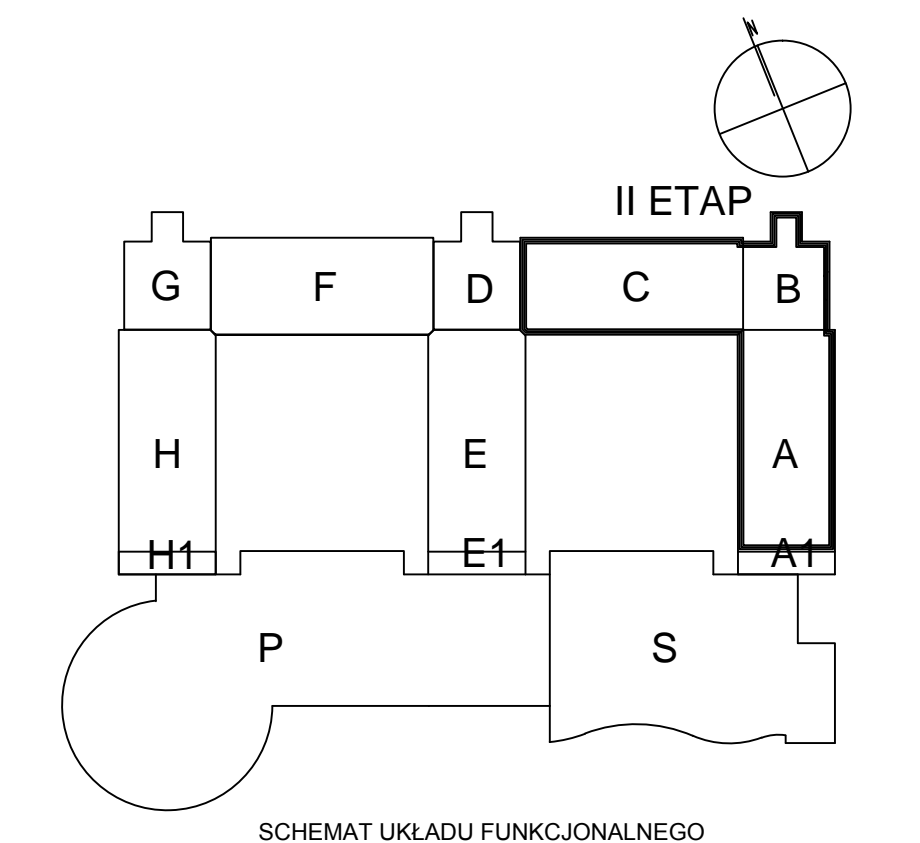 N
II ETAP
G F D C B
H E A
H1 E1 A1
P S
SCHEMAT UKŁADU FUNKCJONALNEGO